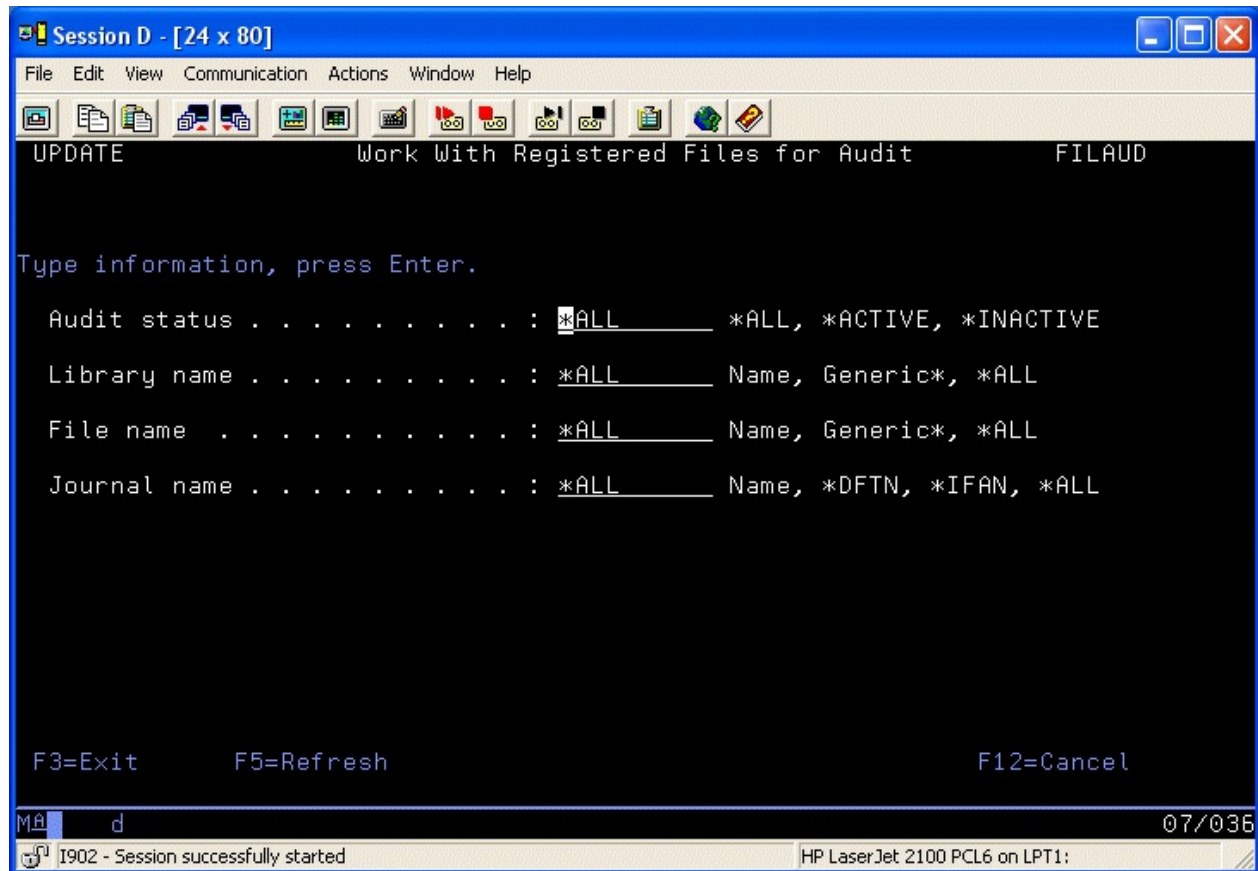 Session D - [24 x 80]
File Edit View Communication Actions Window Help
UPDATE Work With Registered Files for Audit FILAUD
Type information, press Enter.
Audit status . . . . . . . . . : *ALL *ALL, *ACTIVE, *INACTIVE
Library name . . . . . . . . . : *ALL Name, Generic*, *ALL
File name . . . . . . . . . . : *ALL Name, Generic*, *ALL
Journal name . . . . . . . . . : *ALL Name, *DFTN, *IFAN, *ALL
F3=Exit F5=Refresh F12=Cancel
MA d 07/036
I902 - Session successfully started HP LaserJet 2100 PCL6 on LPT1: